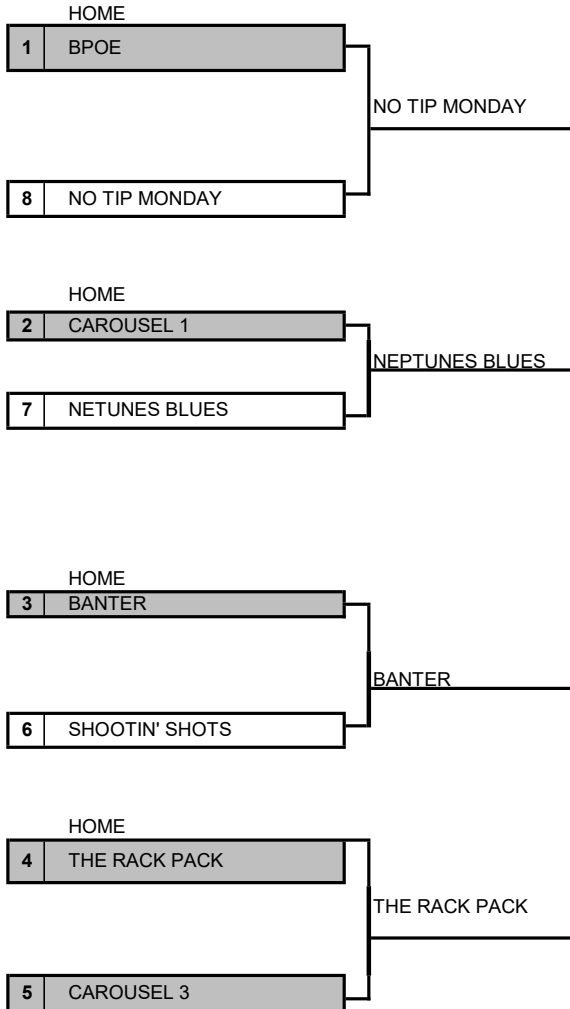 HOME
1 BPOE
NO TIP MONDAY
8 NO TIP MONDAY
HOME
2 CAROUSEL 1
NEPTUNES BLUES
7 NETUNES BLUES
HOME
3 BANTER
BANTER
6 SHOOTIN' SHOTS
HOME
4 THE RACK PACK
THE RACK PACK
5 CAROUSEL 3